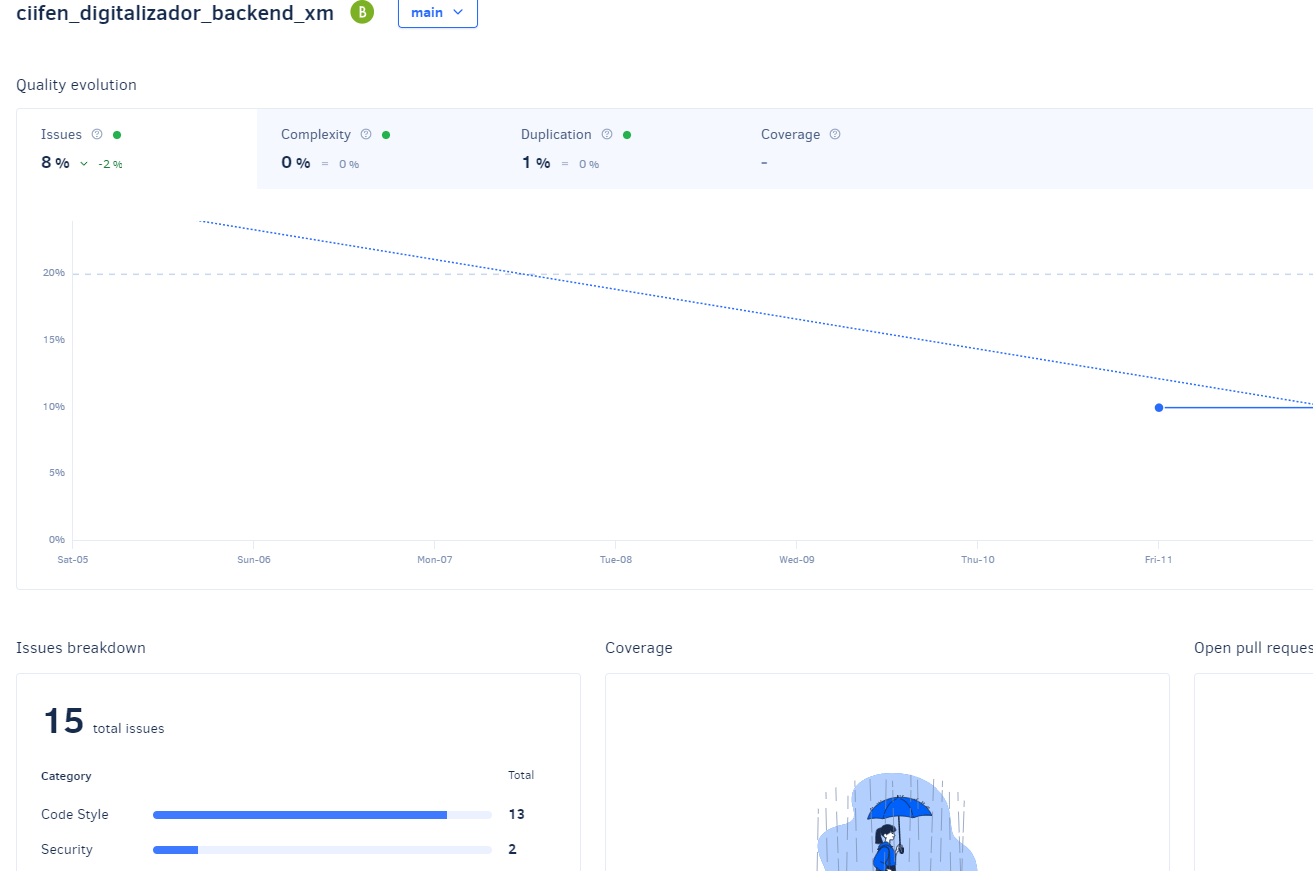 ciifen_digitalizador_backend_xm B main
Quality evolution
Issues ? Complexity ? Duplication ? Coverage ?
8 % -2 % 0 % = 0 % 1 % = 0 % -
20%
15%
10%
5%
0%
Sat-05 Sun-06 Mon-07 Tue-08 Wed-09 Thu-10 Fri-11
Issues breakdown Coverage Open pull reques
15 total issues
Category Total
Code Style 13
Security 2